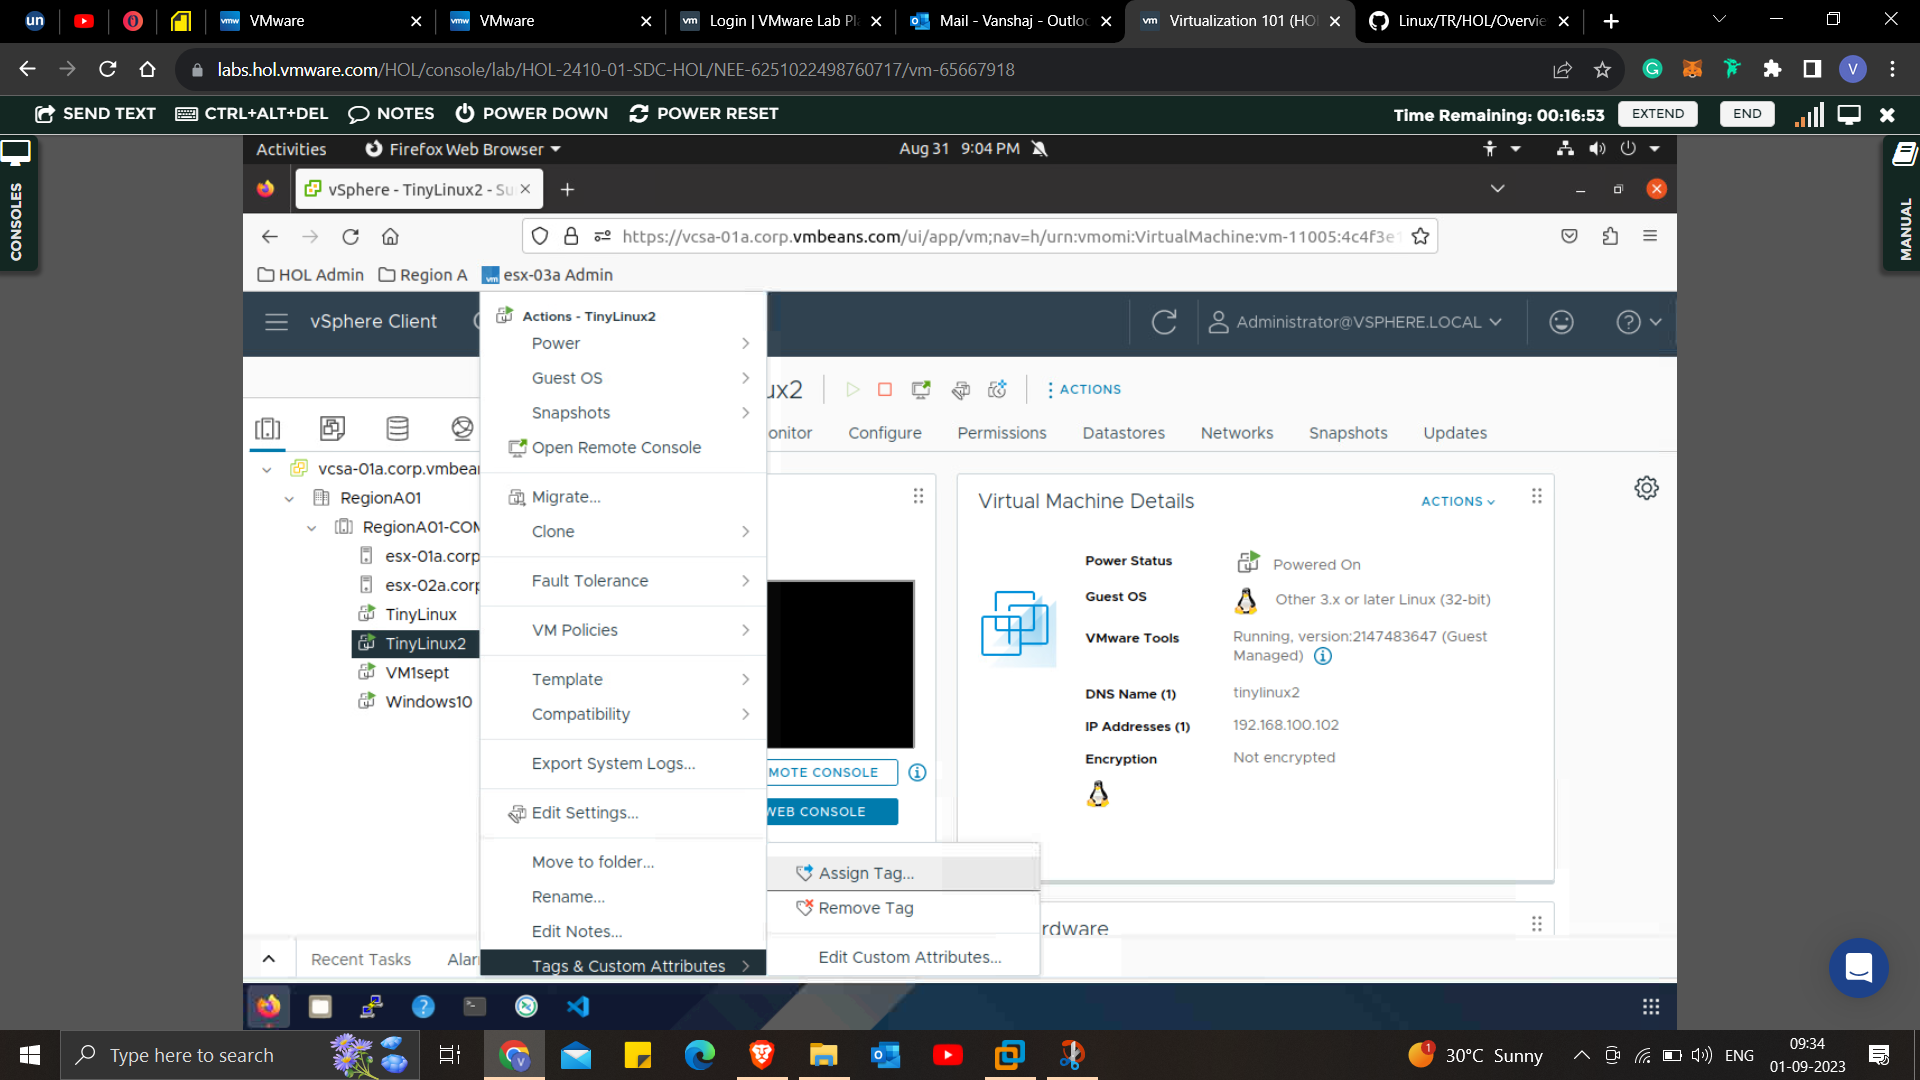 VMware
VMware
Login | VMware Lab Pl
Mail - Vanshaj - Outlo
Virtualization 101 (HOL
Linux/TR/HOL/Overvie
labs.hol.vmware.com/HOL/console/lab/HOL-2410-01-SDC-HOL/NEE-6251022498760717/vm-65667918
SEND TEXT
CTRL+ALT+DEL
NOTES
POWER DOWN
POWER RESET
Time Remaining: 00:16:53
EXTEND
END
CONSOLES
MANUAL
Activities
Firefox Web Browser
Aug 31 9:04 PM
vSphere - TinyLinux2 - Su
https://vcsa-01a.corp.vmbeans.com/ui/app/vm;nav=h/urn:vmomi:VirtualMachine:vm-11005:4c4f3e1
HOL Admin
Region A
esx-03a Admin
vSphere Client
Administrator@VSPHERE.LOCAL
Actions - TinyLinux2
Power
Guest OS
Snapshots
Open Remote Console
Migrate...
Clone
Fault Tolerance
VM Policies
Template
Compatibility
Export System Logs...
Edit Settings...
Move to folder...
Rename...
Edit Notes...
Tags & Custom Attributes
Assign Tag...
Remove Tag
Edit Custom Attributes...
ux2
ACTIONS
onitor
Configure
Permissions
Datastores
Networks
Snapshots
Updates
vcsa-01a.corp.vmbear
RegionA01
RegionA01-COM
esx-01a.corp
esx-02a.corp
TinyLinux
TinyLinux2
VM1sept
Windows10
MOTE CONSOLE
WEB CONSOLE
Virtual Machine Details
ACTIONS
Power Status
Powered On
Guest OS
Other 3.x or later Linux (32-bit)
VMware Tools
Running, version:2147483647 (Guest
Managed)
DNS Name (1)
tinylinux2
IP Addresses (1)
192.168.100.102
Encryption
Not encrypted
rdware
Recent Tasks
Alar
Type here to search
30°C Sunny
ENG
09:34
01-09-2023